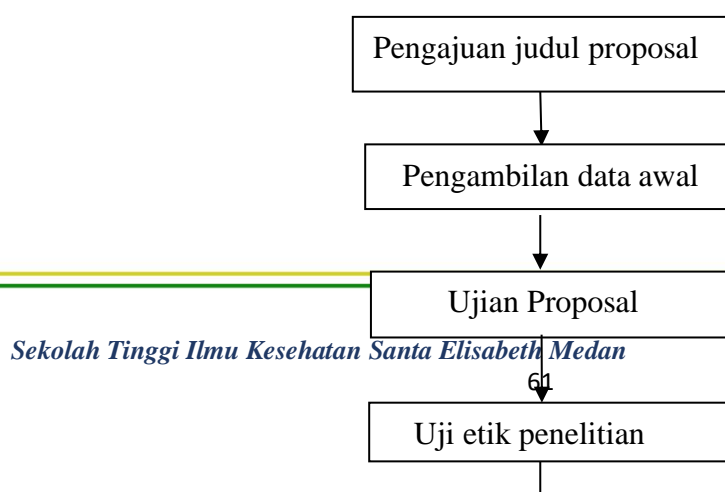 Pengajuan judul proposal
Pengambilan data awal
Ujian Proposal
Sekolah Tinggi Ilmu Kesehatan Santa Elisabeth Medan
61
Uji etik penelitian